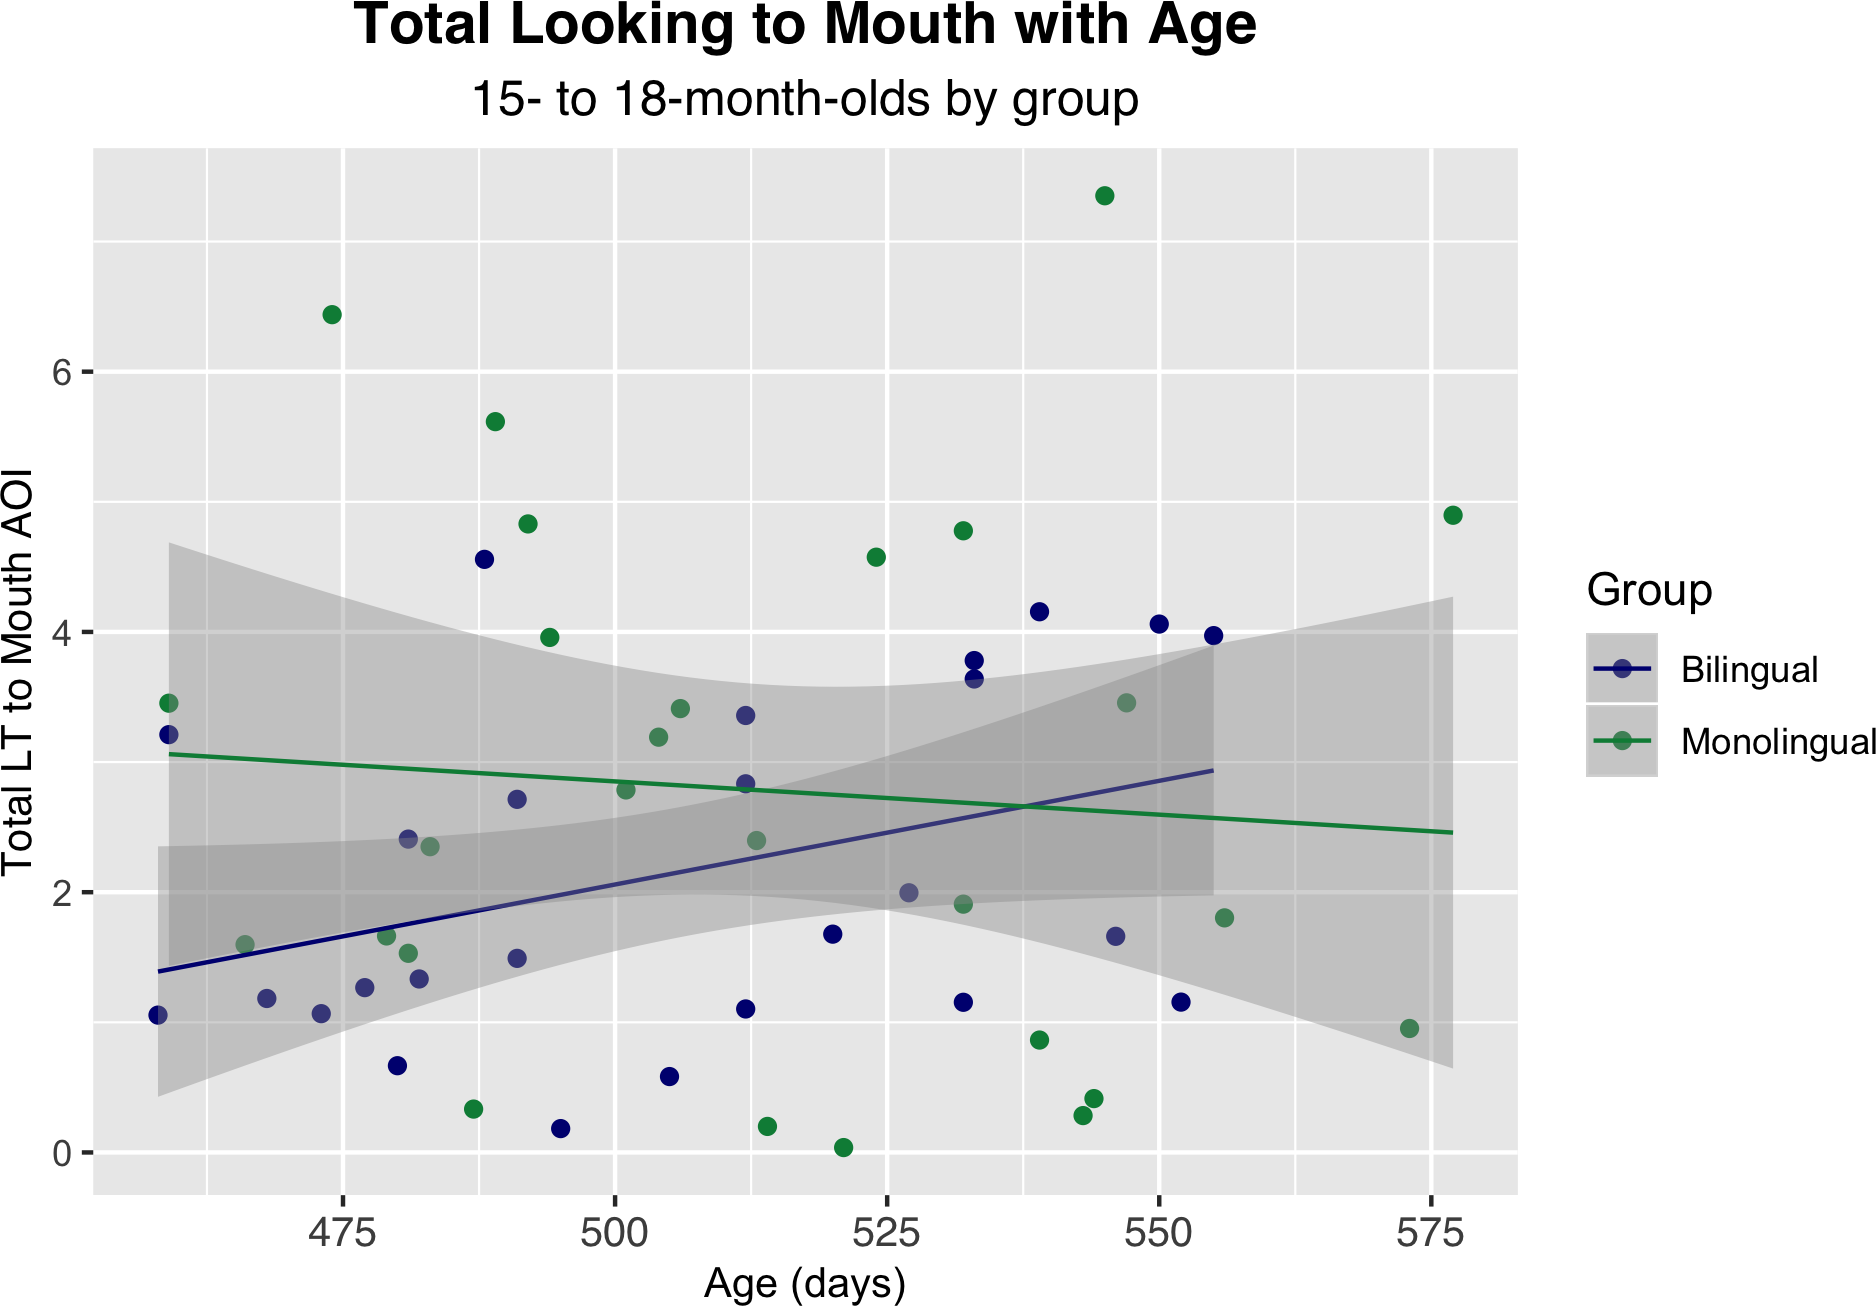 Total Looking to Mouth with Age
15- to 18-month-olds by group
Total LT to Mouth AOI
6
4
2
0
475 500 525 550 575
Age (days)
Group
Bilingual
Monolingual